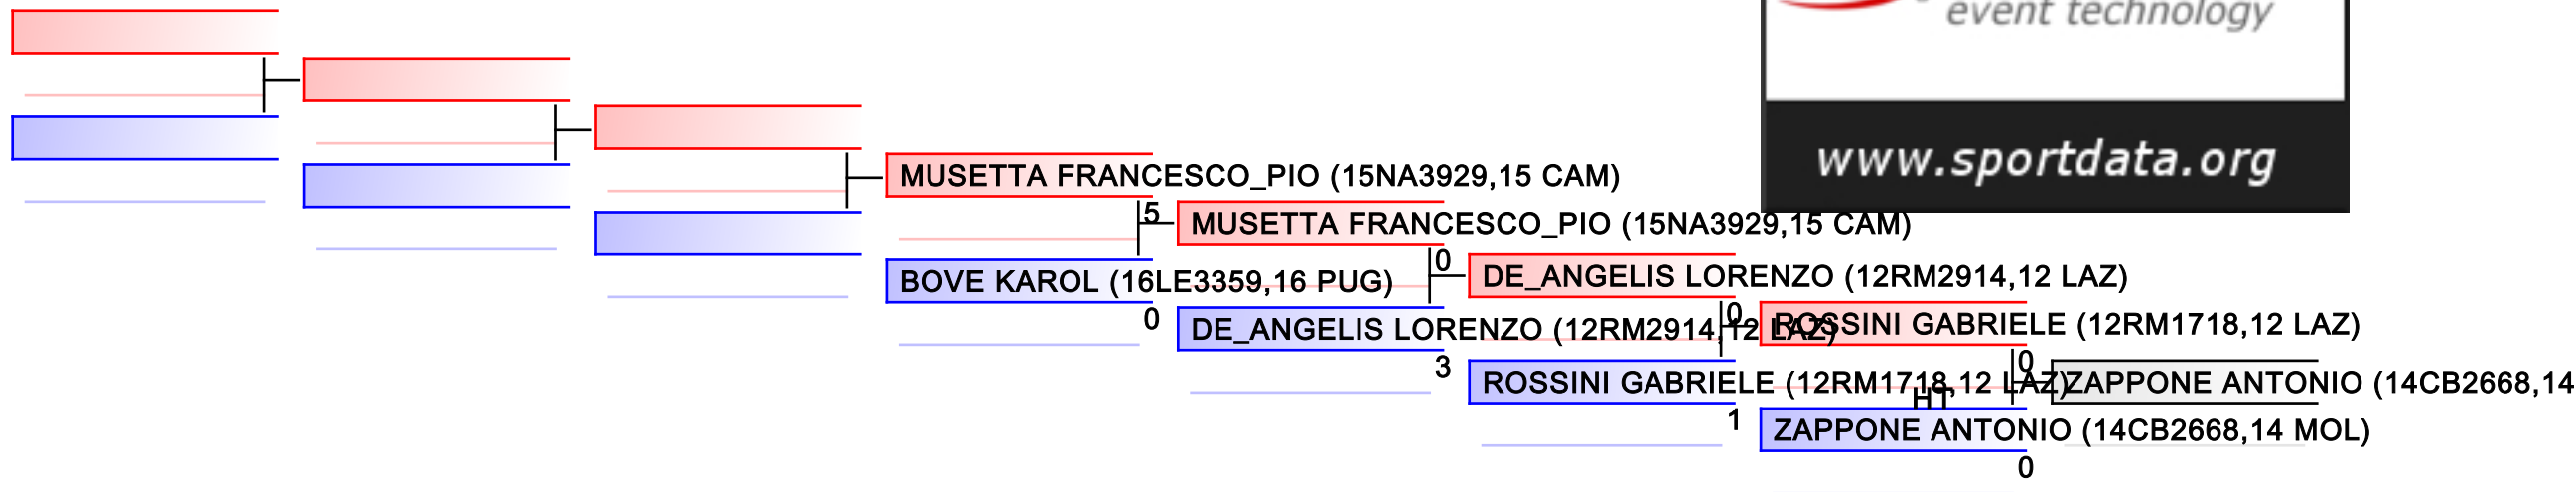 event technology
www.sportdata.org
MUSETTA FRANCESCO_PIO (15NA3929,15 CAM)
5
MUSETTA FRANCESCO_PIO (15NA3929,15 CAM)
0
BOVE KAROL (16LE3359,16 PUG)
0
DE_ANGELIS LORENZO (12RM2914,12 LAZ)
0
DE_ANGELIS LORENZO (12RM2914,12 LAZ)
3
ROSSINI GABRIELE (12RM1718,12 LAZ)
0
ROSSINI GABRIELE (12RM1718,12 LAZ)
1
HT
ZAPPONE ANTONIO (14CB2668,14
ZAPPONE ANTONIO (14CB2668,14 MOL)
0